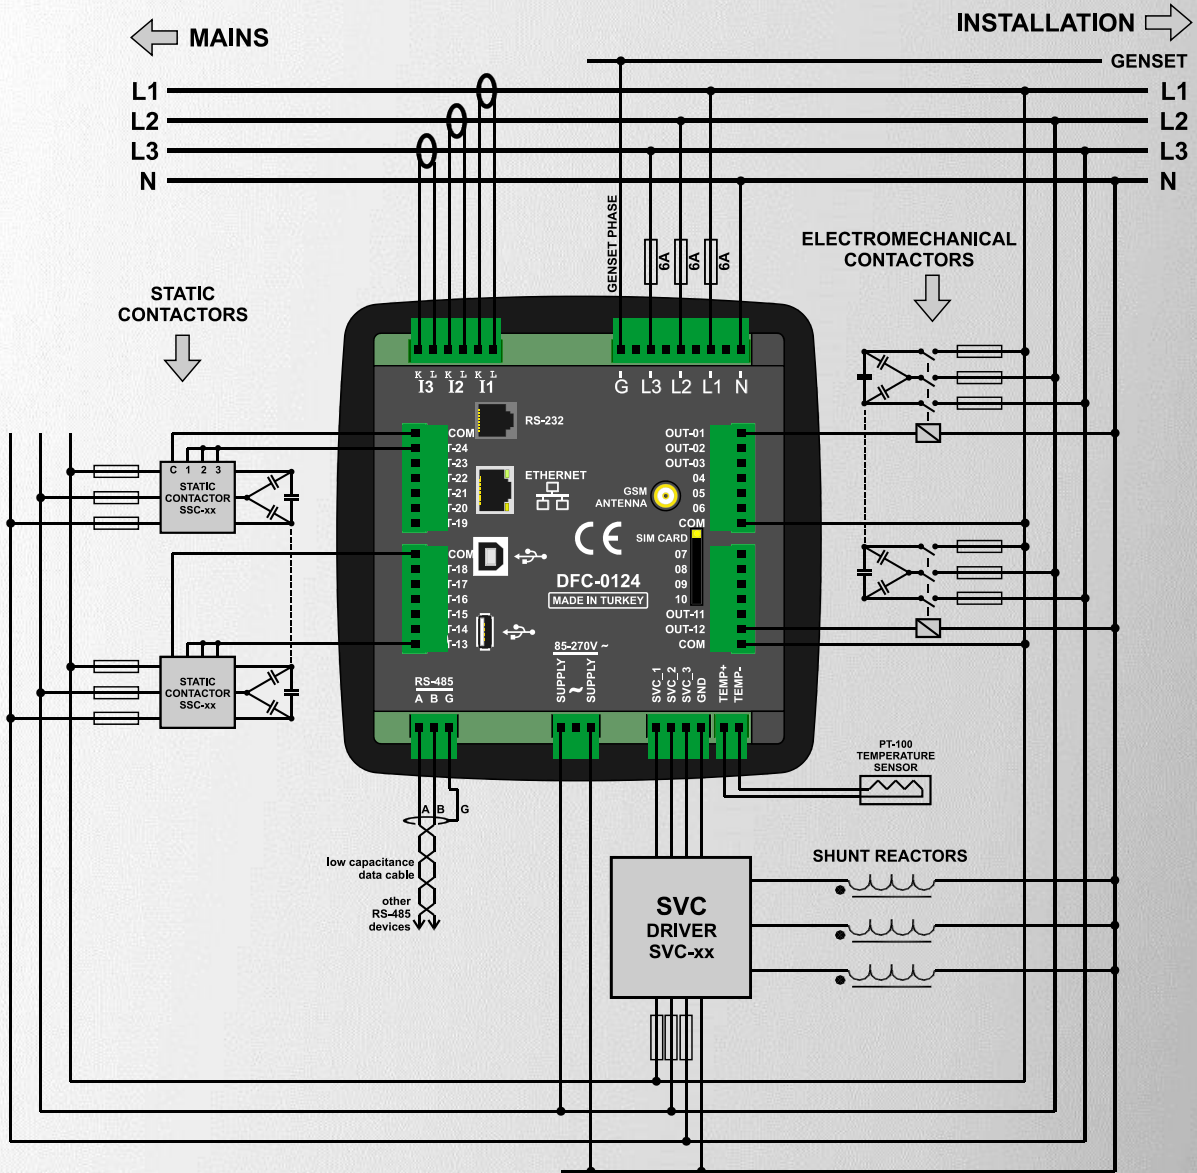 MAINS
INSTALLATION
GENSET
L1
L2
L3
N
L1
L2
L3
N
GENSET PHASE
6A
6A
6A
STATIC
CONTACTORS
ELECTROMECHANICAL
CONTACTORS
K L K L K L
I3 I2 I1
G L3 L2 L1 N
RS-232
COM
T-24
T-23
T-22
T-21
T-20
T-19
ETHERNET
GSM
ANTENNA
OUT-01
OUT-02
OUT-03
04
05
06
COM
SIM CARD
07
08
09
10
OUT-11
OUT-12
COM
CE
DFC-0124
MADE IN TURKEY
COM
T-18
T-17
T-16
T-15
T-14
T-13
C 1 2 3
STATIC
CONTACTOR
SSC-xx
STATIC
CONTACTOR
SSC-xx
RS-485
A B G
85-270V ~
SUPPLY
~
SUPPLY
SVC_1
SVC_2
SVC_3
GND
TEMP+
TEMP-
A B G
low capacitance
data cable
other
RS-485
devices
PT-100
TEMPERATURE
SENSOR
SHUNT REACTORS
SVC
DRIVER
SVC-xx